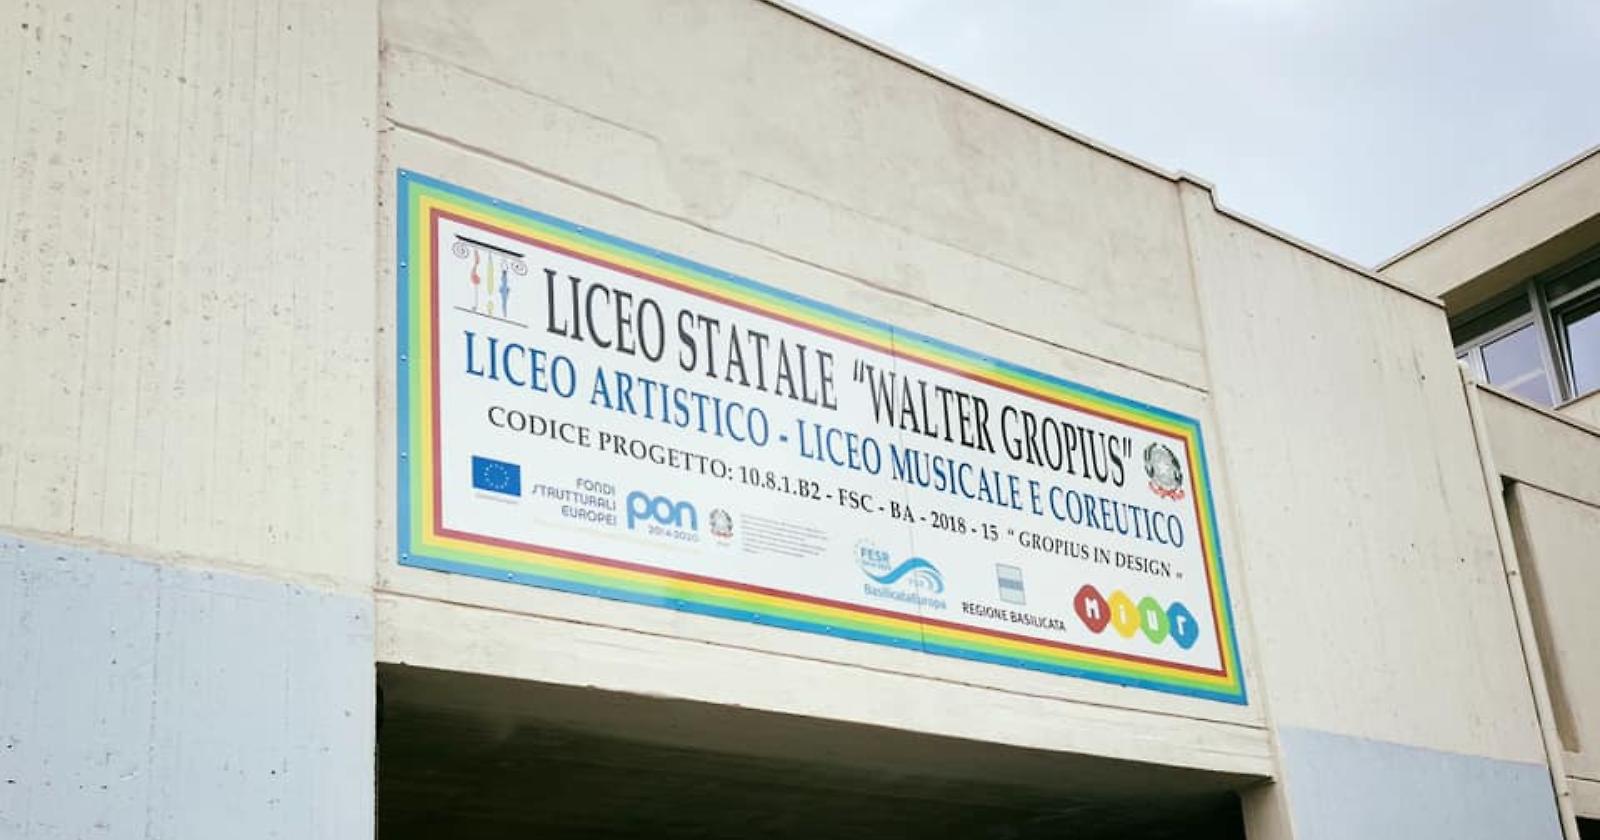 LICEO STATALE "WALTER GROPIUS"
LICEO ARTISTICO - LICEO MUSICALE E COREUTICO
CODICE PROGETTO: 10.8.1.B2 - FSC - BA - 2018 - 15 " GROPIUS IN DESIGN "
FONDI
STRUTTURALI
EUROPEI
pon
2014-2020
FESR
BasilicataEuropa
REGIONE BASILICATA
miur